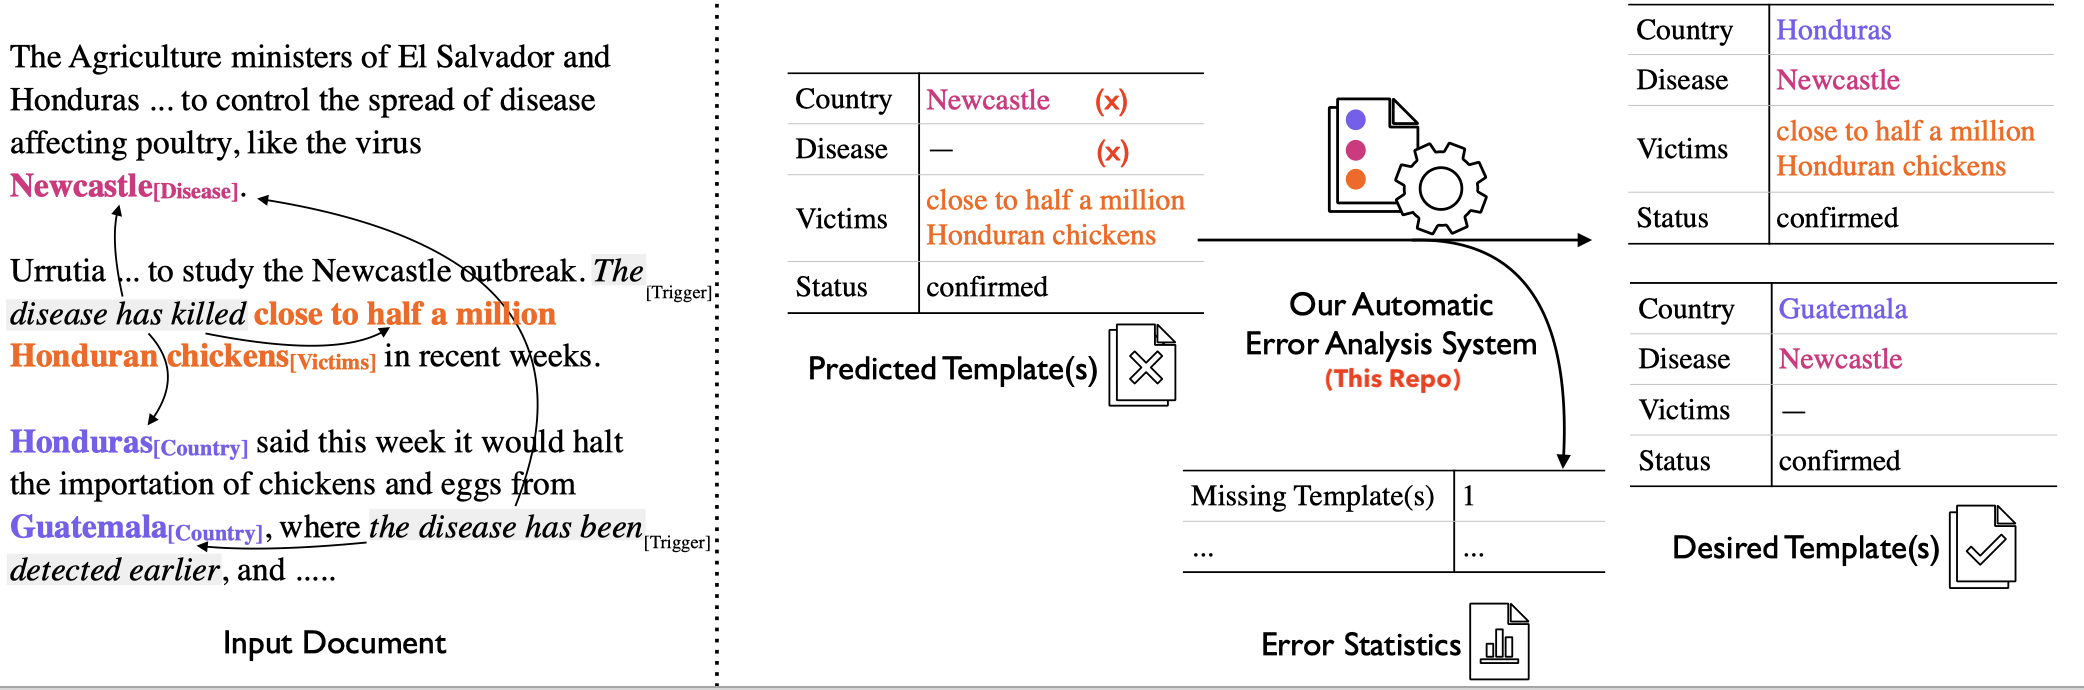 The Agriculture ministers of El Salvador and
Honduras ... to control the spread of disease
affecting poultry, like the virus
Newcastle[Disease].
Urrutia ... to study the Newcastle outbreak. The
[Trigger]
disease has killed close to half a million
Honduran chickens[Victims] in recent weeks.
Honduras[Country] said this week it would halt
the importation of chickens and eggs from
Guatemala[Country], where the disease has been
[Trigger]
detected earlier, and .....
Input Document
Country Newcastle (x)
Disease — (x)
Victims close to half a million
Honduran chickens
Status confirmed
Predicted Template(s)
Our Automatic
Error Analysis System
(This Repo)
Missing Template(s) 1
... ...
Error Statistics
Country Honduras
Disease Newcastle
Victims close to half a million
Honduran chickens
Status confirmed
Country Guatemala
Disease Newcastle
Victims —
Status confirmed
Desired Template(s)